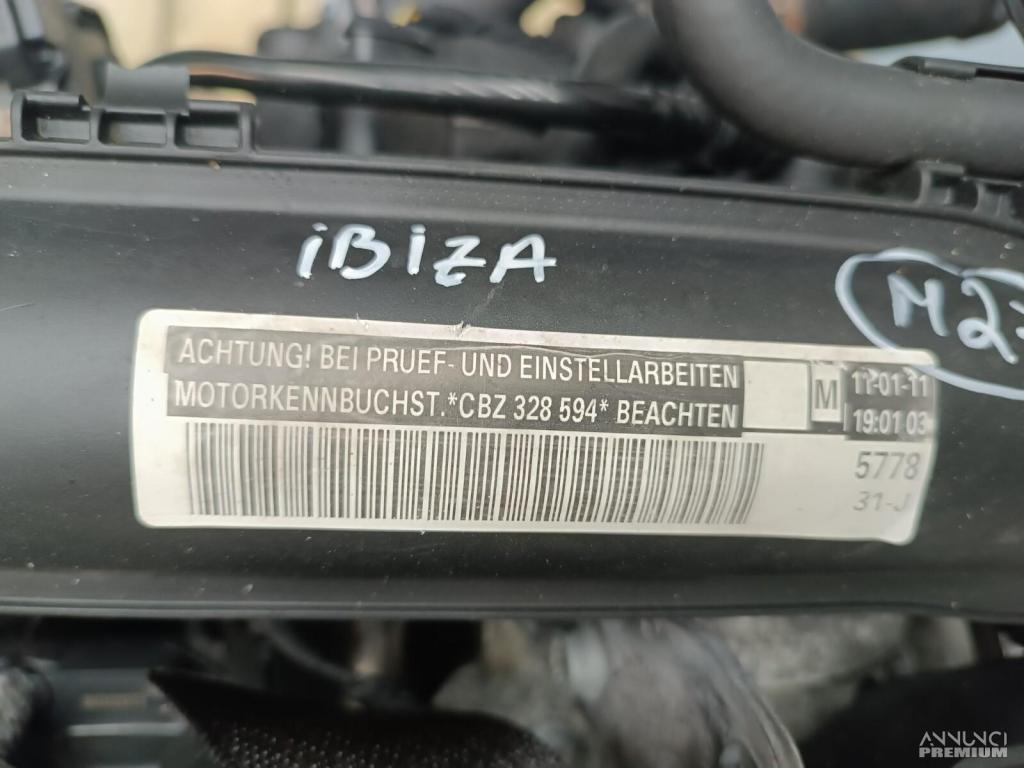 iBiZA
M2
ACHTUNG! BEI PRUEF- UND EINSTELLARBEITEN
MOTORKENNBUCHST.*CBZ 328 594* BEACHTEN
M
17-01-11
19:01 03
5778
31-J
ANNUNCI
PREMIUM